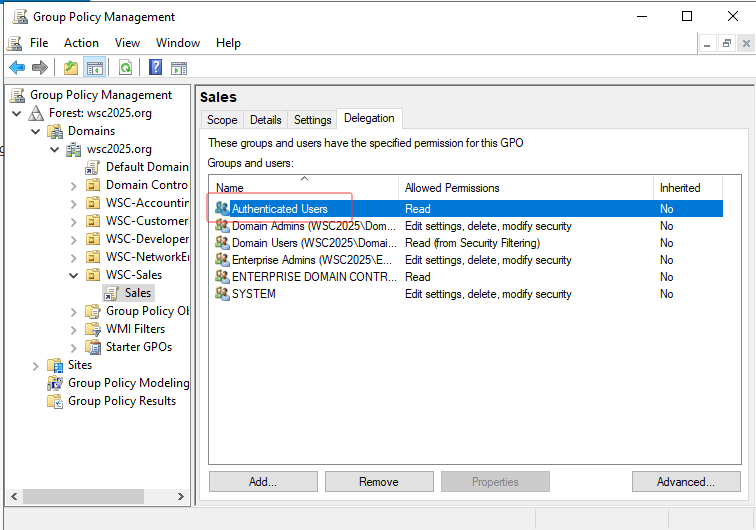 Group Policy Management
File Action View Window Help
Group Policy Management
Forest: wsc2025.org
Domains
wsc2025.org
Default Domain
Domain Contro
WSC-Accountin
WSC-Customer
WSC-Developer
WSC-NetworkEn
WSC-Sales
Sales
Group Policy Ob
WMI Filters
Starter GPOs
Sites
Group Policy Modeling
Group Policy Results
Sales
Scope Details Settings Delegation
These groups and users have the specified permission for this GPO
Groups and users:
Name Allowed Permissions Inherited
Authenticated Users Read No
Domain Admins (WSC2025\Dom... Edit settings, delete, modify security No
Domain Users (WSC2025\Domai... Read (from Security Filtering) No
Enterprise Admins (WSC2025\E... Edit settings, delete, modify security No
ENTERPRISE DOMAIN CONTR... Read No
SYSTEM Edit settings, delete, modify security No
Add... Remove Properties Advanced...